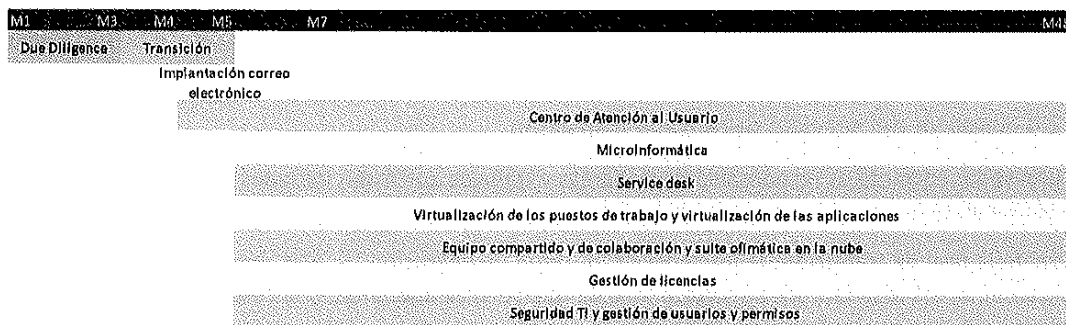 M1 M3 M4 M5 M7 M48
Due Diligence Transición
Implantación correo
electrónico
Centro de Atención al Usuario
Microinformática
Service desk
Virtualización de los puestos de trabajo y virtualización de las aplicaciones
Equipo compartido y de colaboración y suite ofimática en la nube
Gestión de licencias
Seguridad TI y gestión de usuarios y permisos